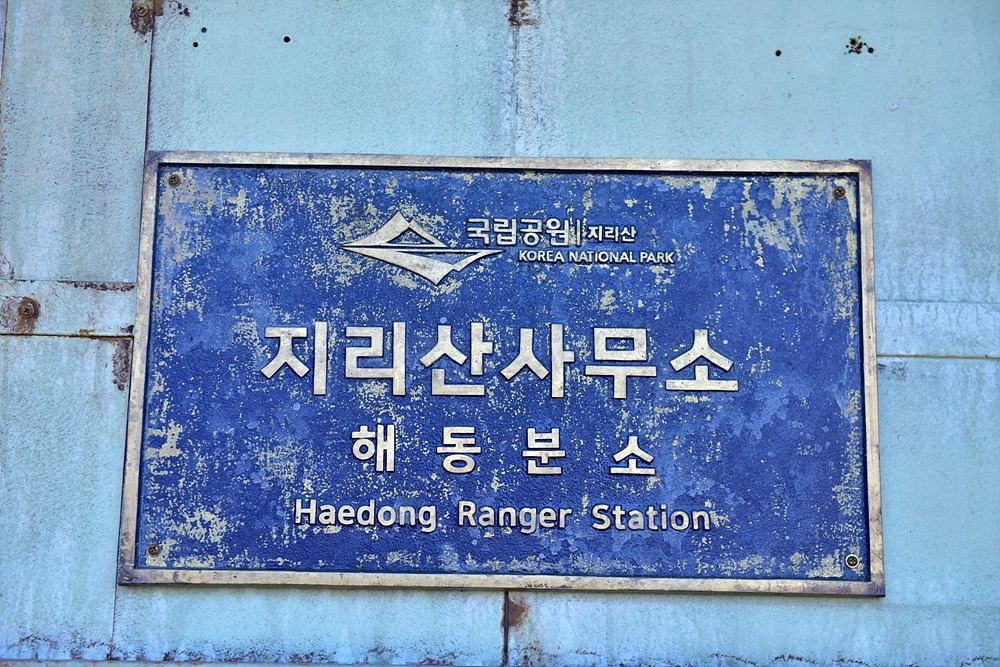 국립공원 | 지리산
KOREA NATIONAL PARK
지리산사무소
해동분소
Haedong Ranger Station